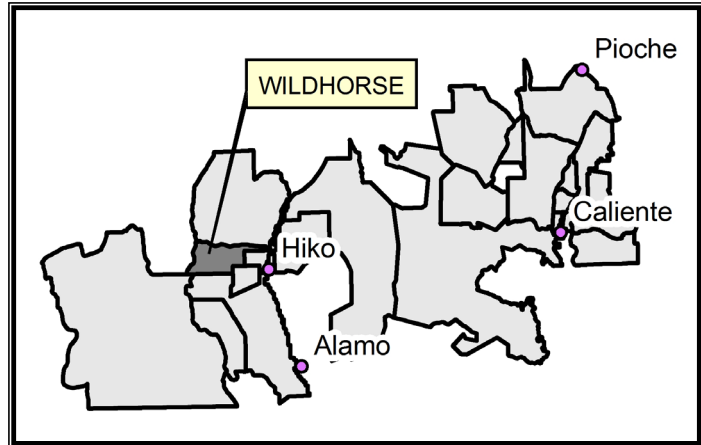 Pioche
WILDHORSE
Caliente
Hiko
Alamo